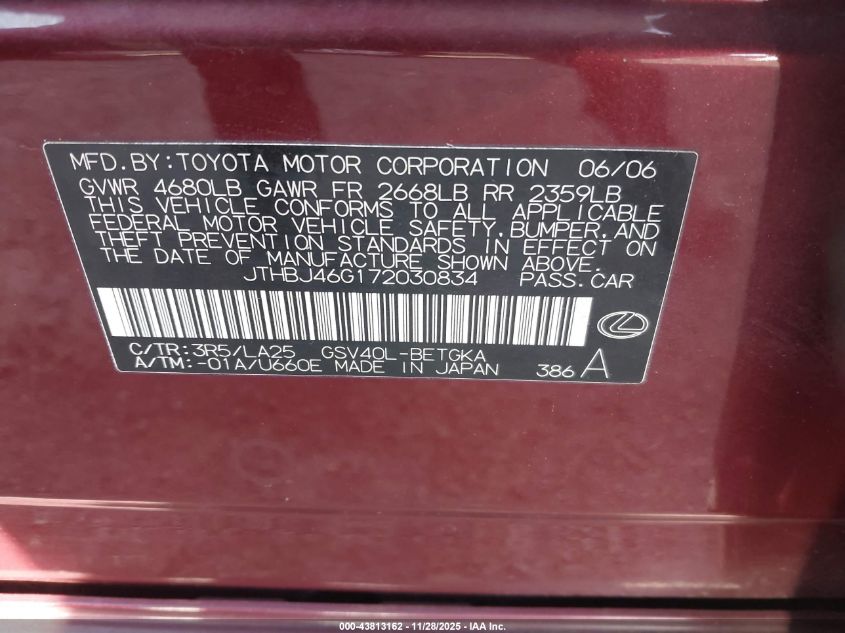 MFD.BY:TOYOTA MOTOR CORPORATION 06/06
GVWR 4680LB GAWR FR 2668LB RR 2359LB
THIS VEHICLE CONFORMS TO ALL APPLICABLE
FEDERAL MOTOR VEHICLE SAFETY,BUMPER,AND
THEFT PREVENTION STANDARDS IN EFFECT ON
THE DATE OF MANUFACTURE SHOWN ABOVE.
JTHBJ46G172030834 PASS.CAR
C/TR:3R5/LA25 GSV40L-BETGKA
A/TM:-01A/U660E MADE IN JAPAN 386A
000-43813162 - 11/28/2025 - IAA Inc.